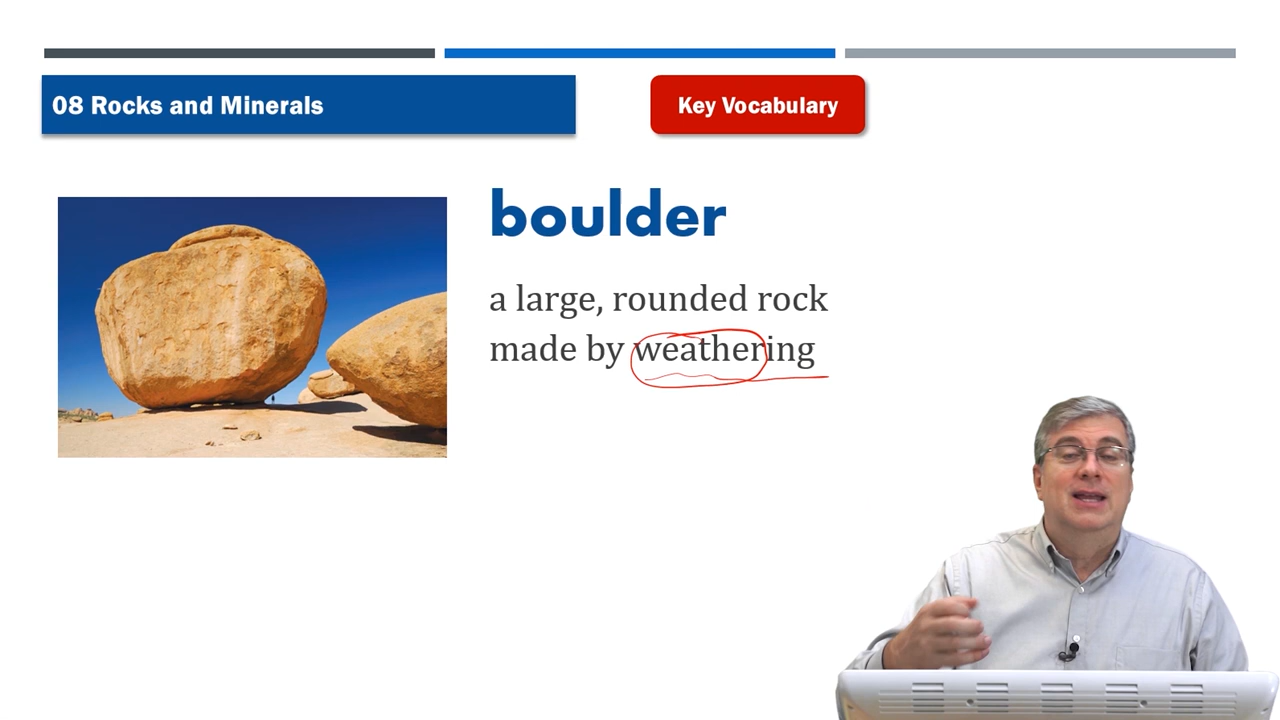 08 Rocks and Minerals
Key Vocabulary
boulder
a large, rounded rock
made by weathering